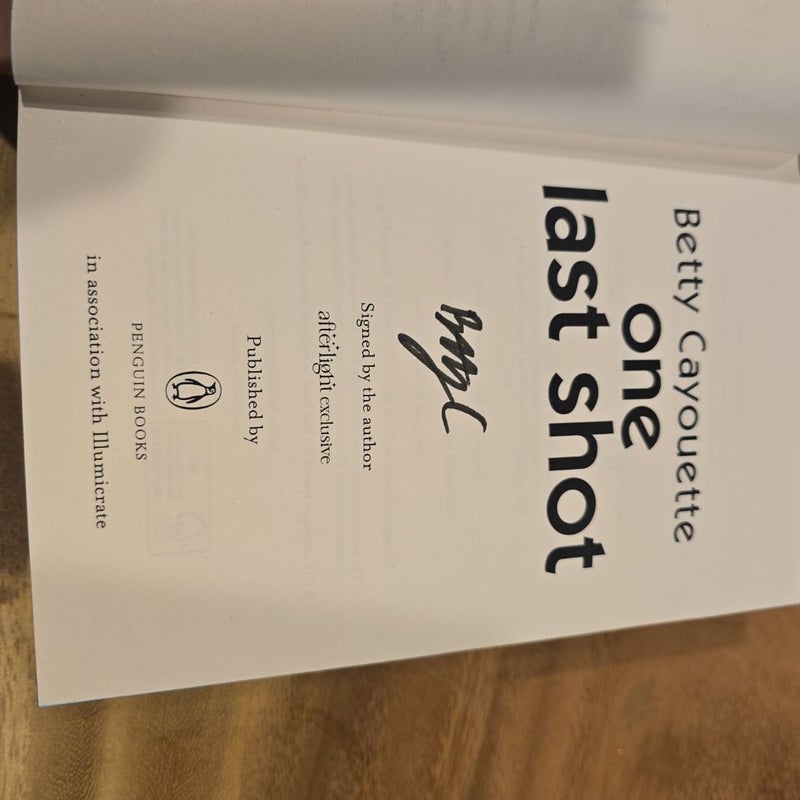 Betty Cayouette
one
last shot
Signed by the author
afterlight exclusive
Published by
PENGUIN BOOKS
in association with Illumicrate